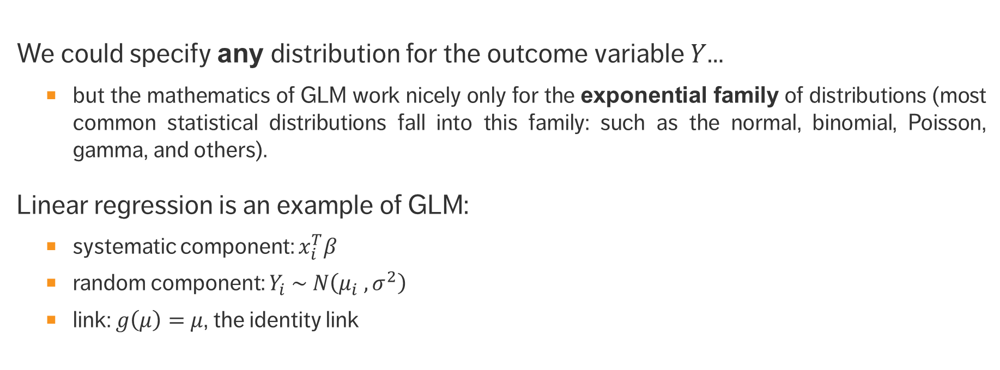 We could specify any distribution for the outcome variable Y...
▪ but the mathematics of GLM work nicely only for the exponential family of distributions (most
common statistical distributions fall into this family: such as the normal, binomial, Poisson,
gamma, and others).
Linear regression is an example of GLM:
▪ systematic component: $x_i^T \beta$
▪ random component: $Y_i \sim N(\mu_i, \sigma^2)$
▪ link: $g(\mu) = \mu$, the identity link